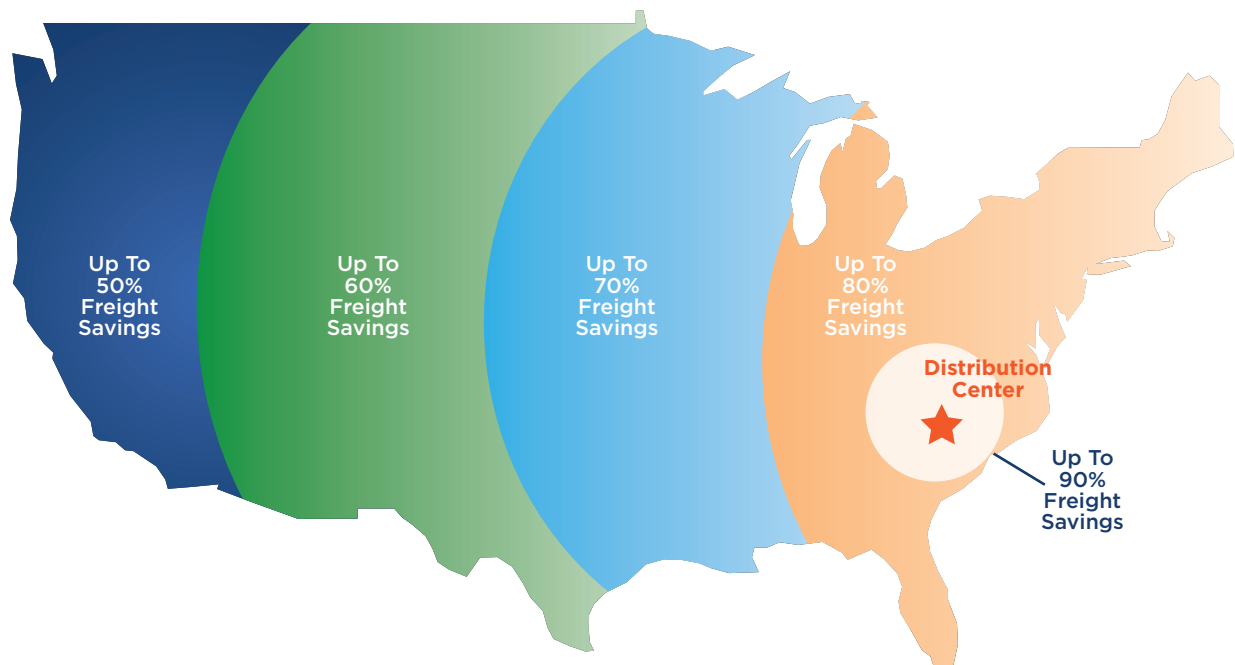 Up To
50%
Freight
Savings
Up To
60%
Freight
Savings
Up To
70%
Freight
Savings
Up To
80%
Freight
Savings
Distribution
Center
Up To
90%
Freight
Savings